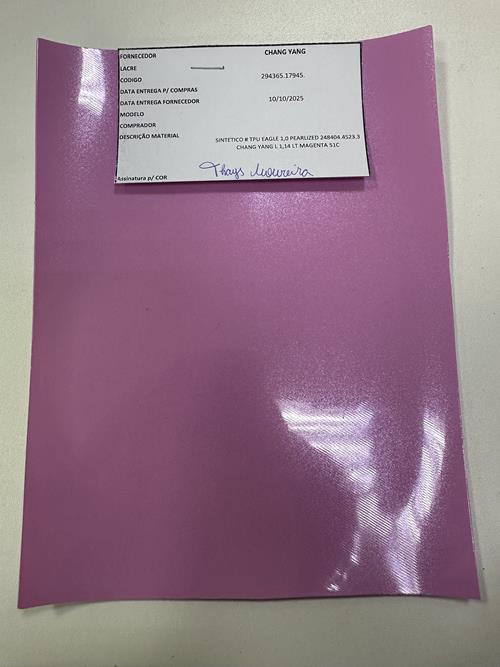 FORNECEDOR CHANG YANG
LACRE
CODIGO 294365.17945.
DATA ENTREGA P/ COMPRAS
DATA ENTREGA FORNECEDOR 10/10/2025
MODELO
COMPRADOR
DESCRIÇÃO MATERIAL SINTETICO # TPU EAGLE 1,0 PEARLIZED 248404.4523.3
CHANG YANG L 1,14 LT MAGENTA 51C
Assinatura p/ COR Thays Moureira